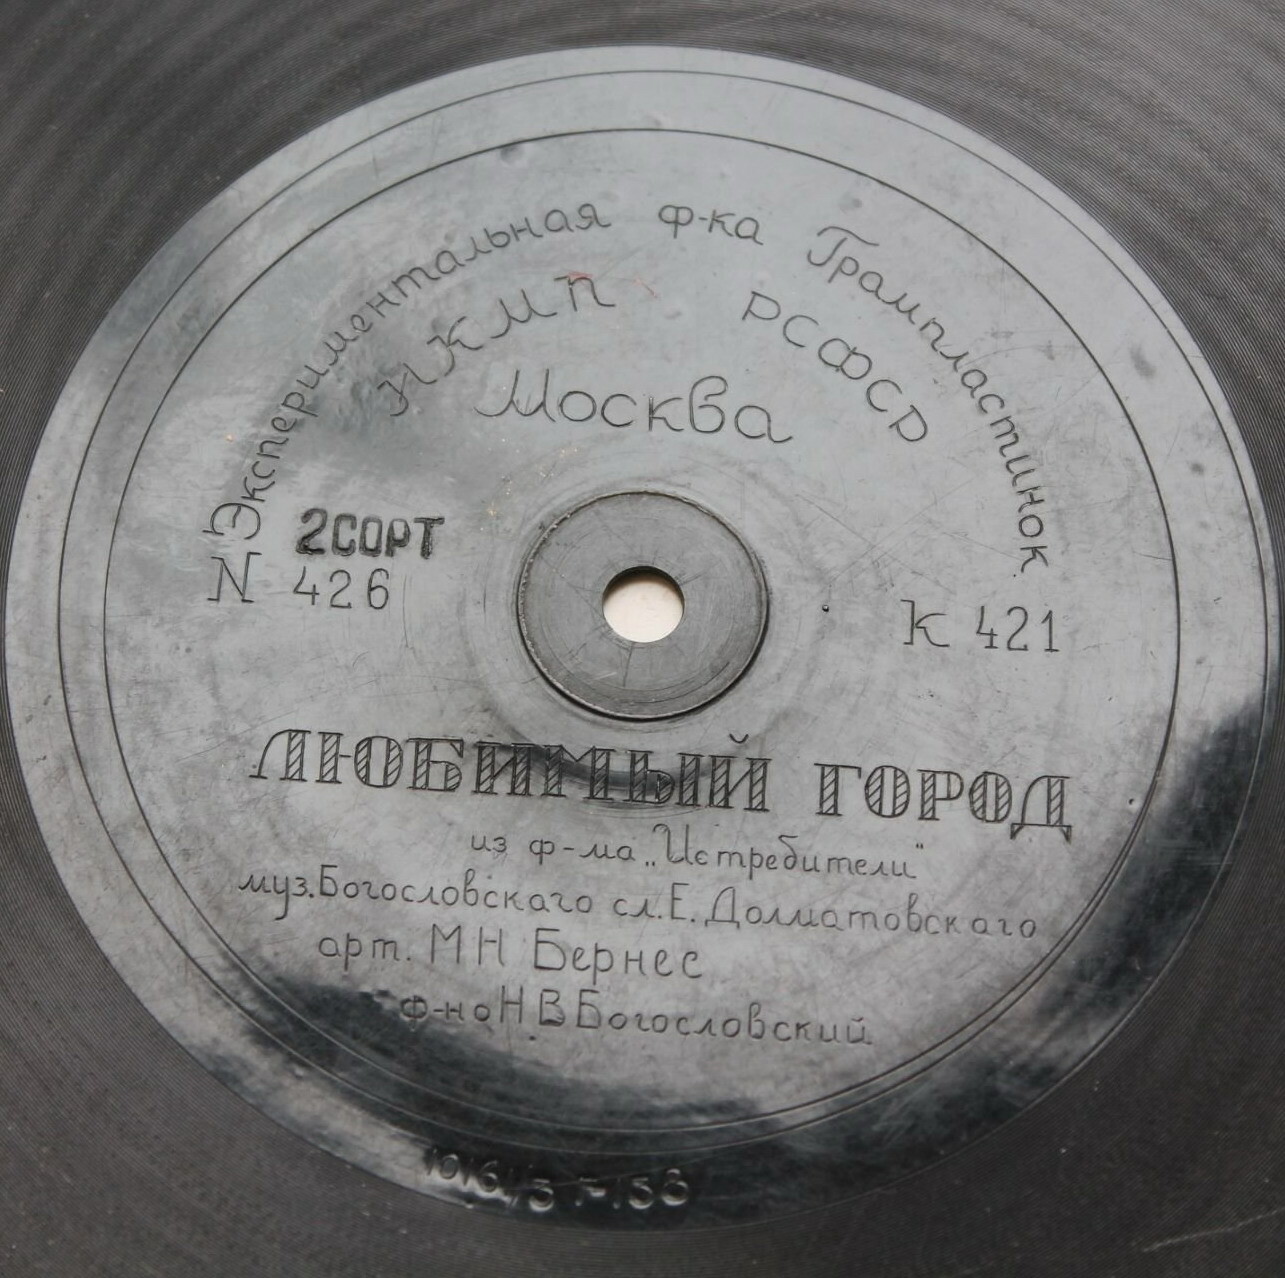 Экспериментальная ф-ка Грампластинок
НКМП РСФСР
Москва
2СОРТ
N 426
К 421
ЛЮБИМЫЙ ГОРОД
из ф-ма „Истребители"
муз. Богословскаго сл. Е. Долматовскаго
арт. М Н Бернес
ф-но Н В Богословский